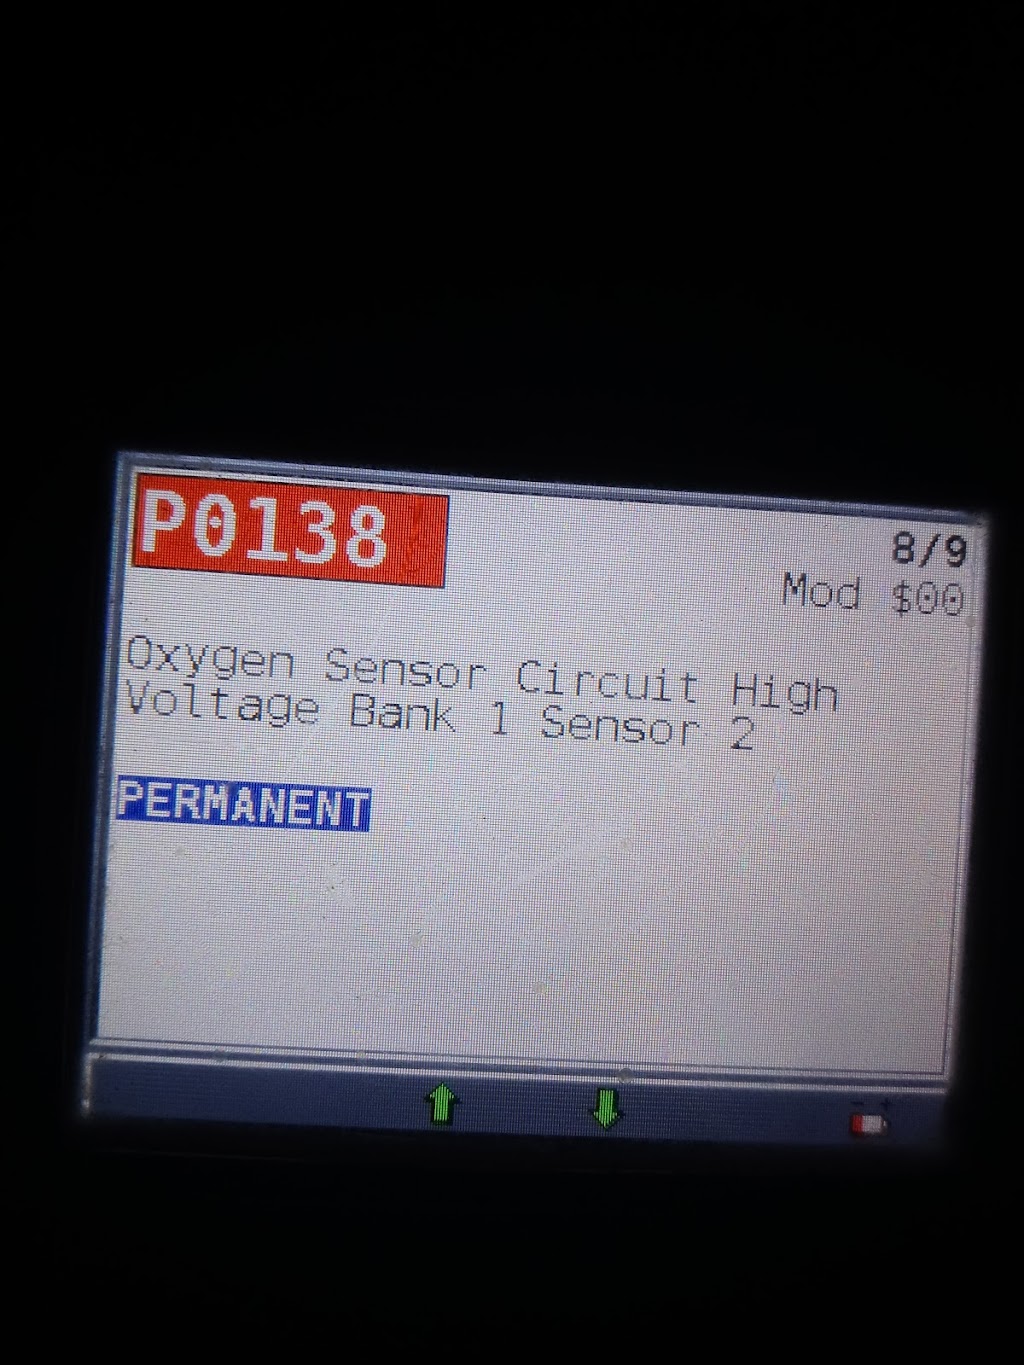 P0138
8/9
Mod $00
Oxygen Sensor Circuit High
Voltage Bank 1 Sensor 2
PERMANENT